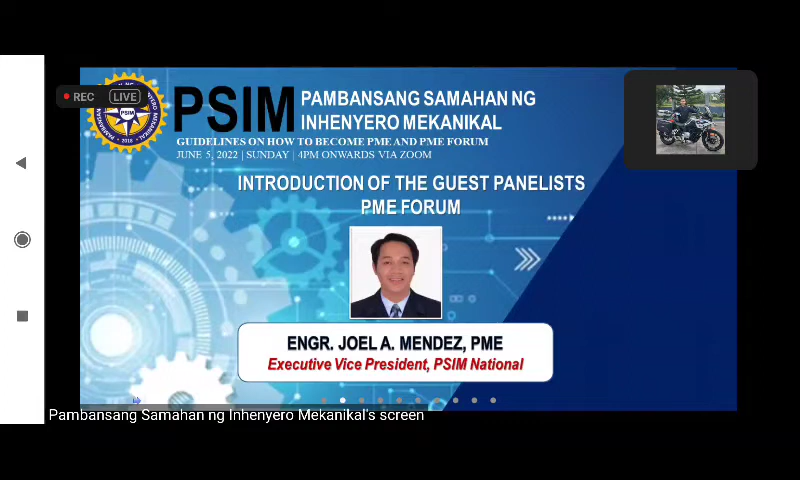 REC
LIVE
PSIM
PSIM
PAMBANSANG SAMAHAN NG
INHENYERO MEKANIKAL
GUIDELINES ON HOW TO BECOME PME AND PME FORUM
JUNE 5, 2022 | SUNDAY | 4PM ONWARDS VIA ZOOM
INTRODUCTION OF THE GUEST PANELISTS
PME FORUM
ENGR. JOEL A. MENDEZ, PME
Executive Vice President, PSIM National
Pambansang Samahan ng Inhenyero Mekanikal's screen